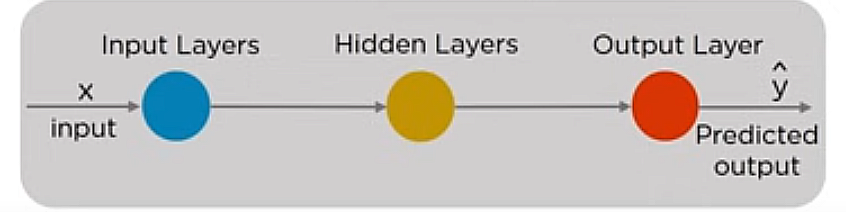 Input Layers
Hidden Layers
Output Layer
x
input
ŷ
Predicted
output